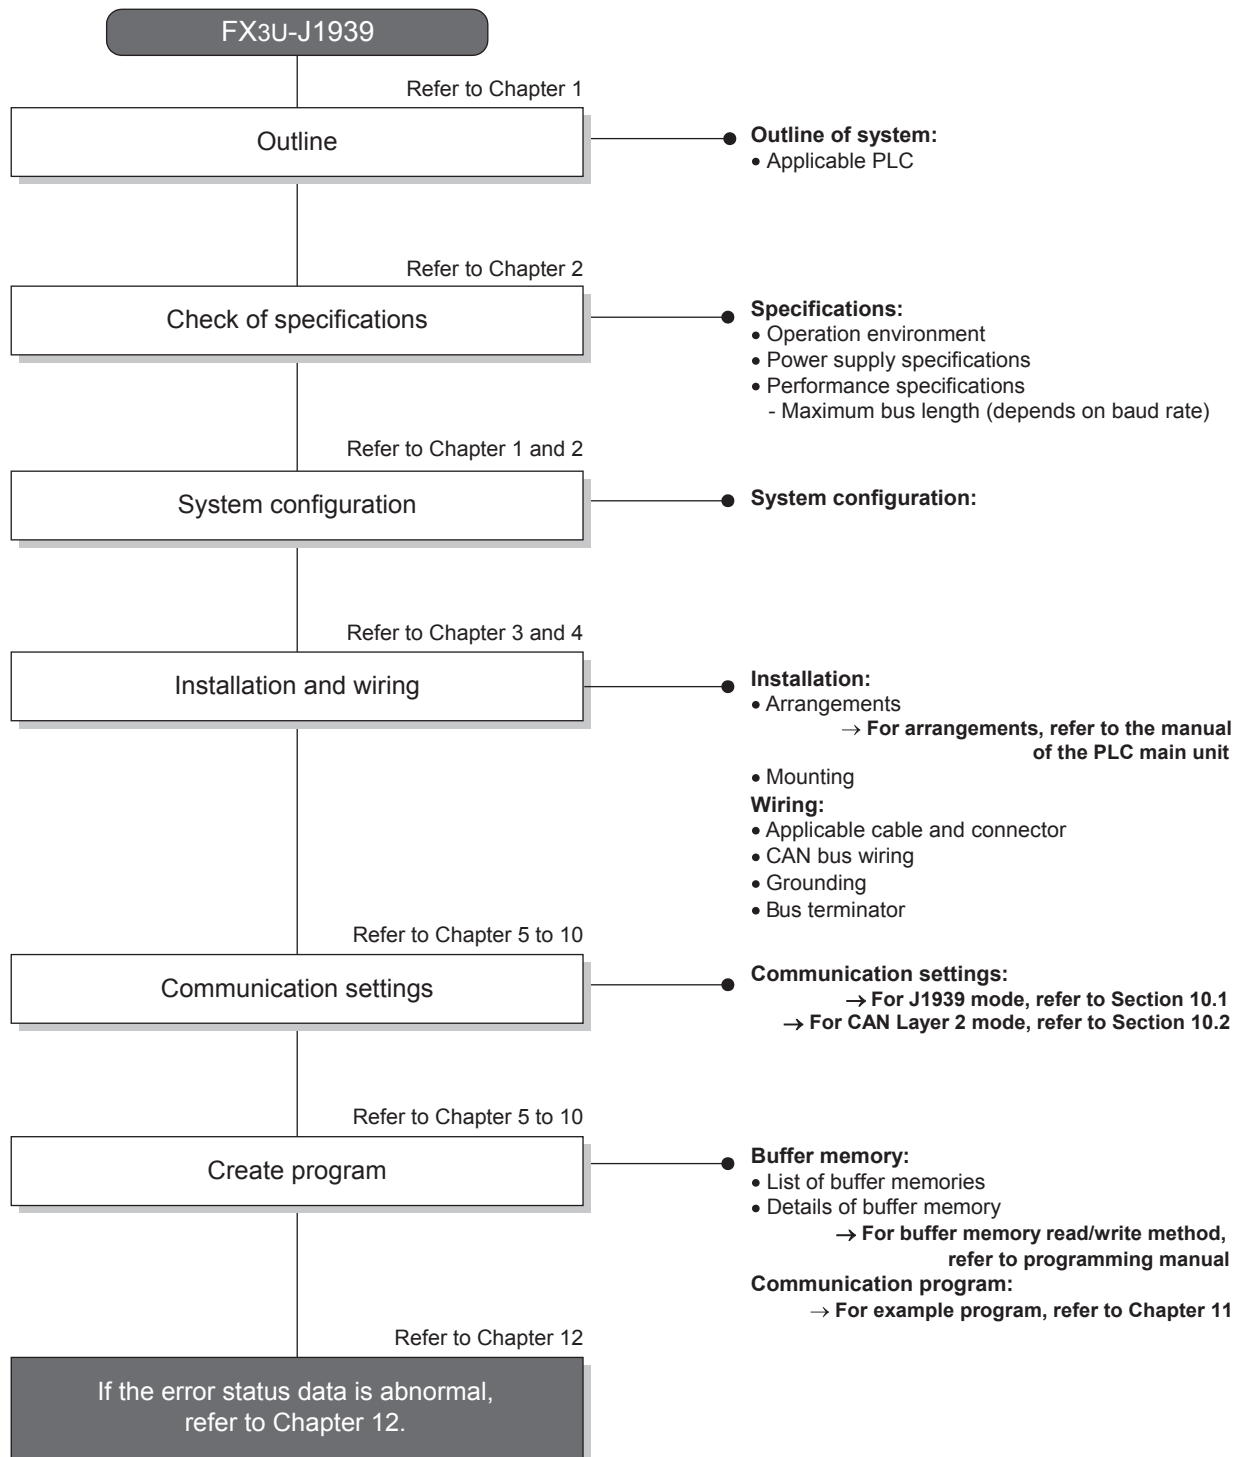 FX3U-J1939
Refer to Chapter 1
Outline
Outline of system:
• Applicable PLC
Refer to Chapter 2
Check of specifications
Specifications:
• Operation environment
• Power supply specifications
• Performance specifications
- Maximum bus length (depends on baud rate)
Refer to Chapter 1 and 2
System configuration
System configuration:
Refer to Chapter 3 and 4
Installation and wiring
Installation:
• Arrangements
→ For arrangements, refer to the manual
of the PLC main unit
• Mounting
Wiring:
• Applicable cable and connector
• CAN bus wiring
• Grounding
• Bus terminator
Refer to Chapter 5 to 10
Communication settings
Communication settings:
→ For J1939 mode, refer to Section 10.1
→ For CAN Layer 2 mode, refer to Section 10.2
Refer to Chapter 5 to 10
Create program
Buffer memory:
• List of buffer memories
• Details of buffer memory
→ For buffer memory read/write method,
refer to programming manual
Communication program:
→ For example program, refer to Chapter 11
Refer to Chapter 12
If the error status data is abnormal,
refer to Chapter 12.